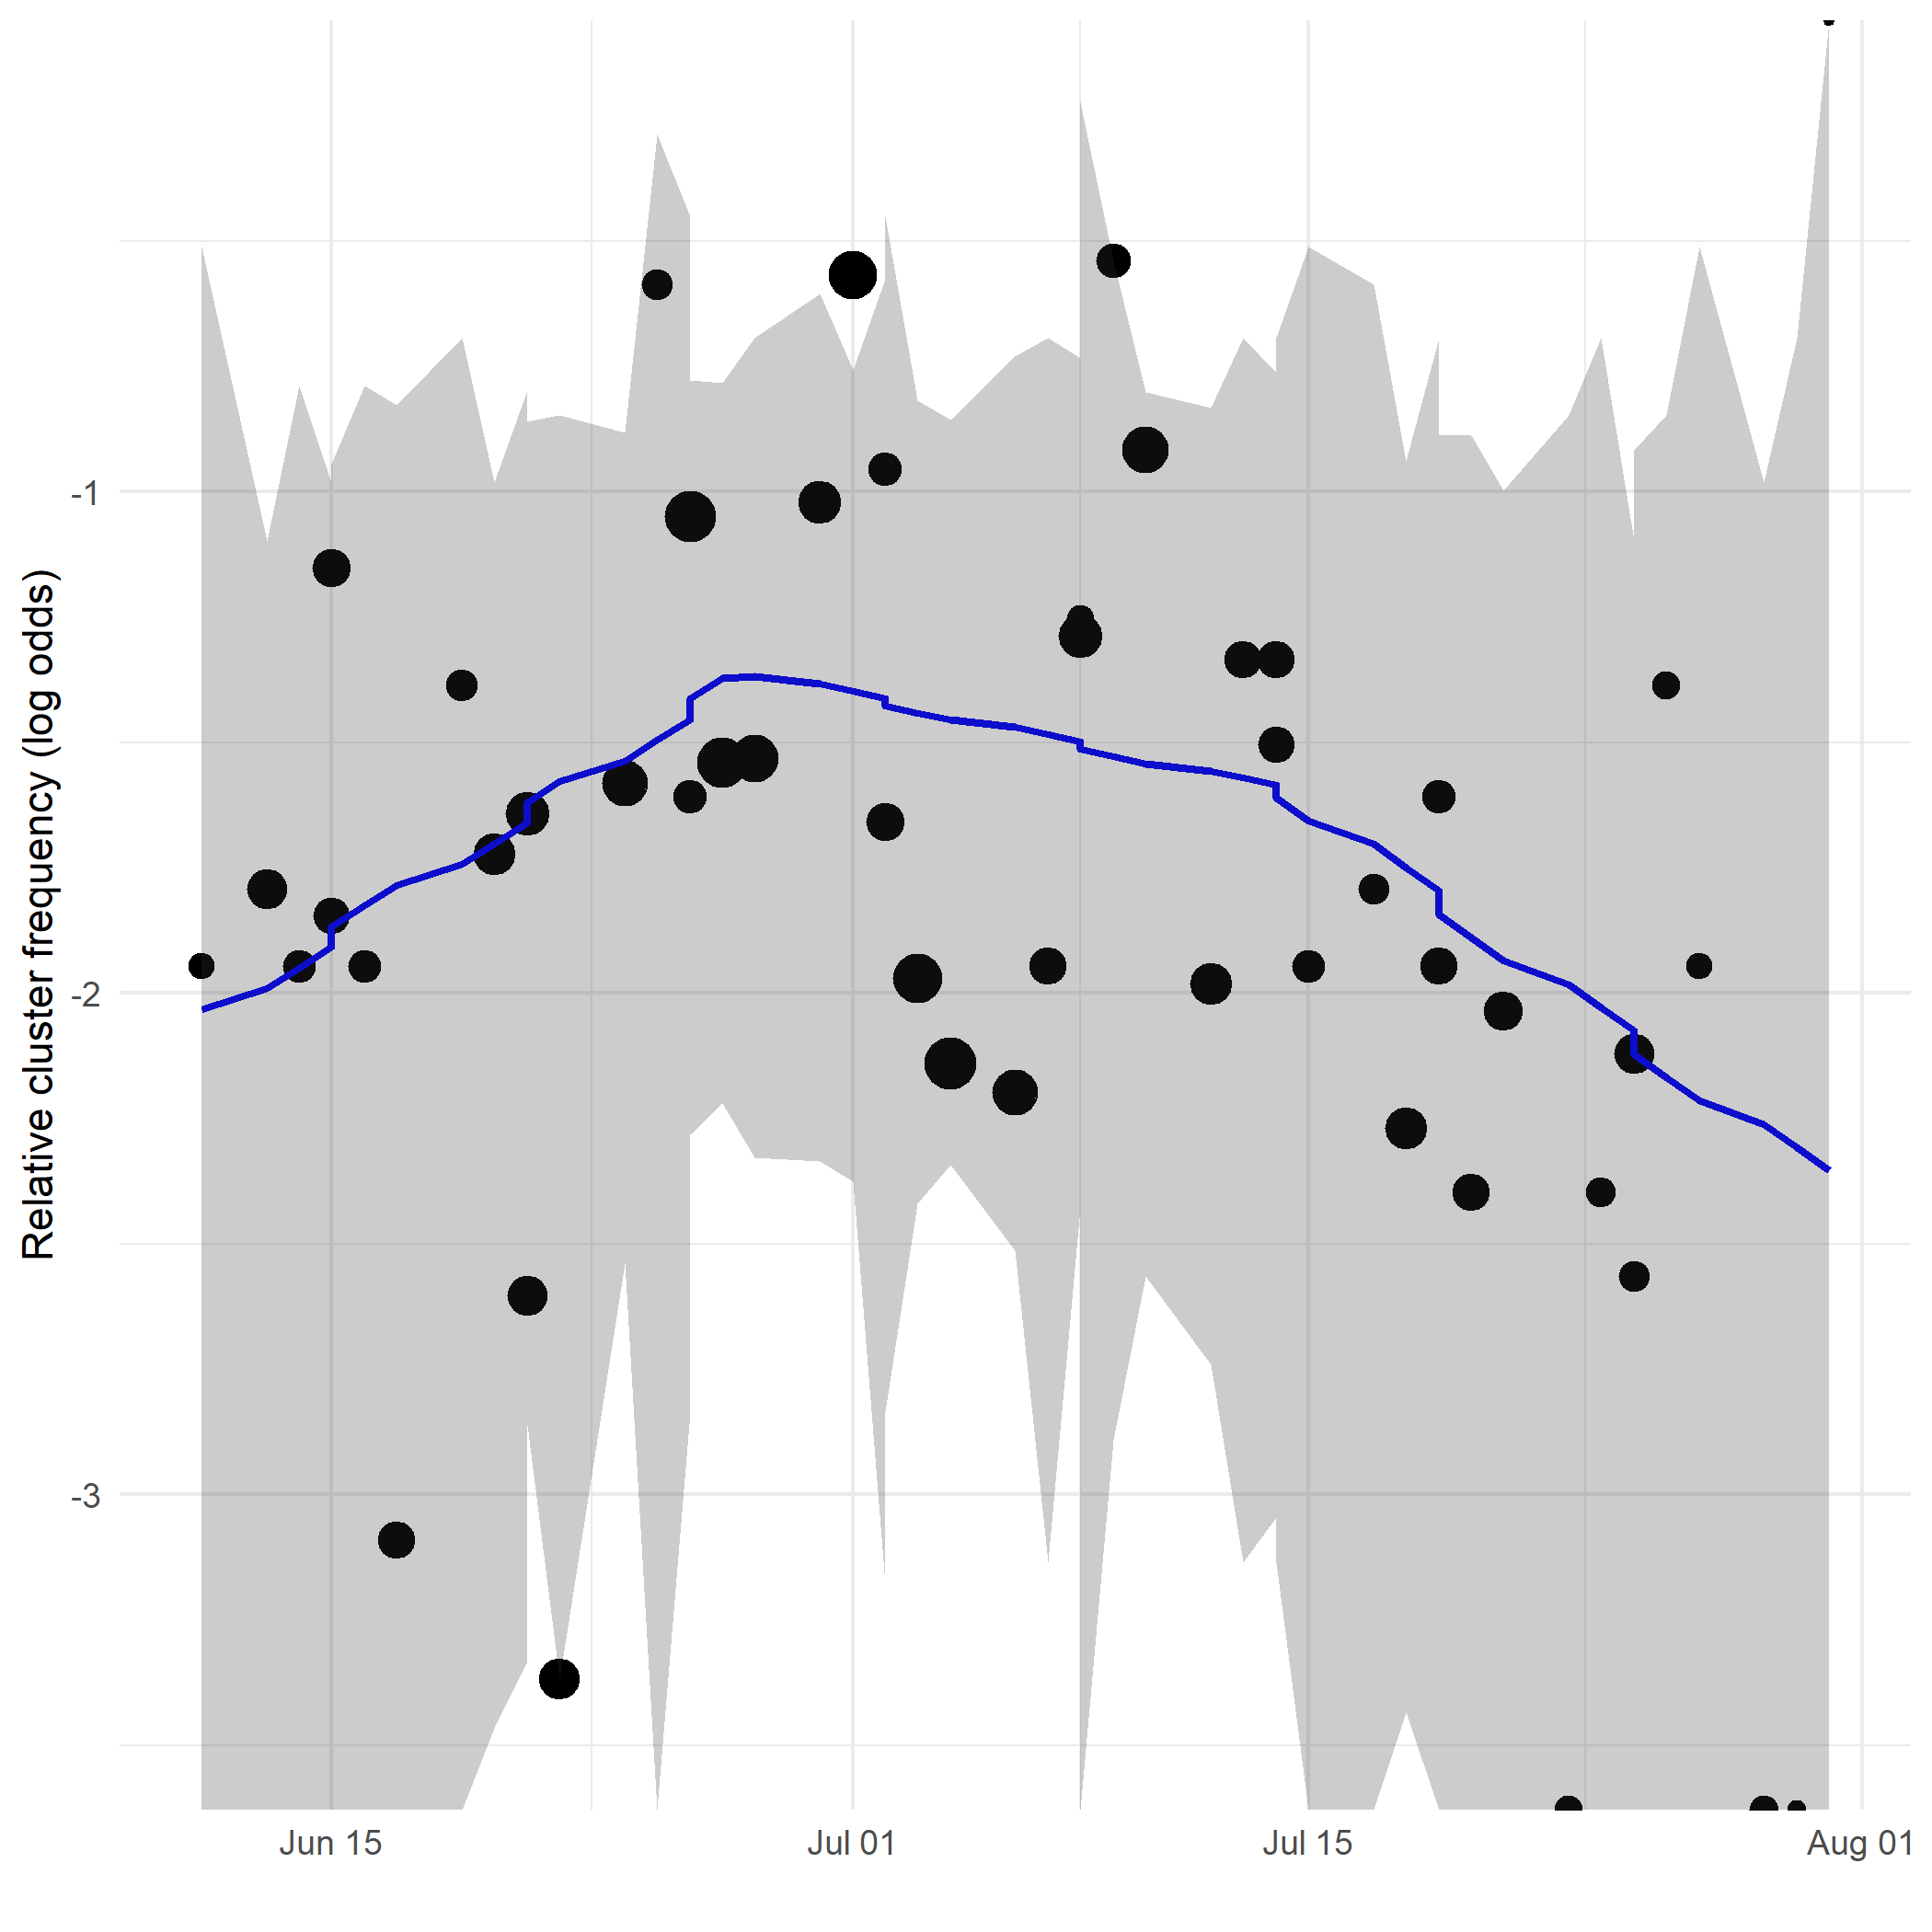 Relative cluster frequency (log odds)
-1
-2
-3
Jun 15
Jul 01
Jul 15
Aug 01